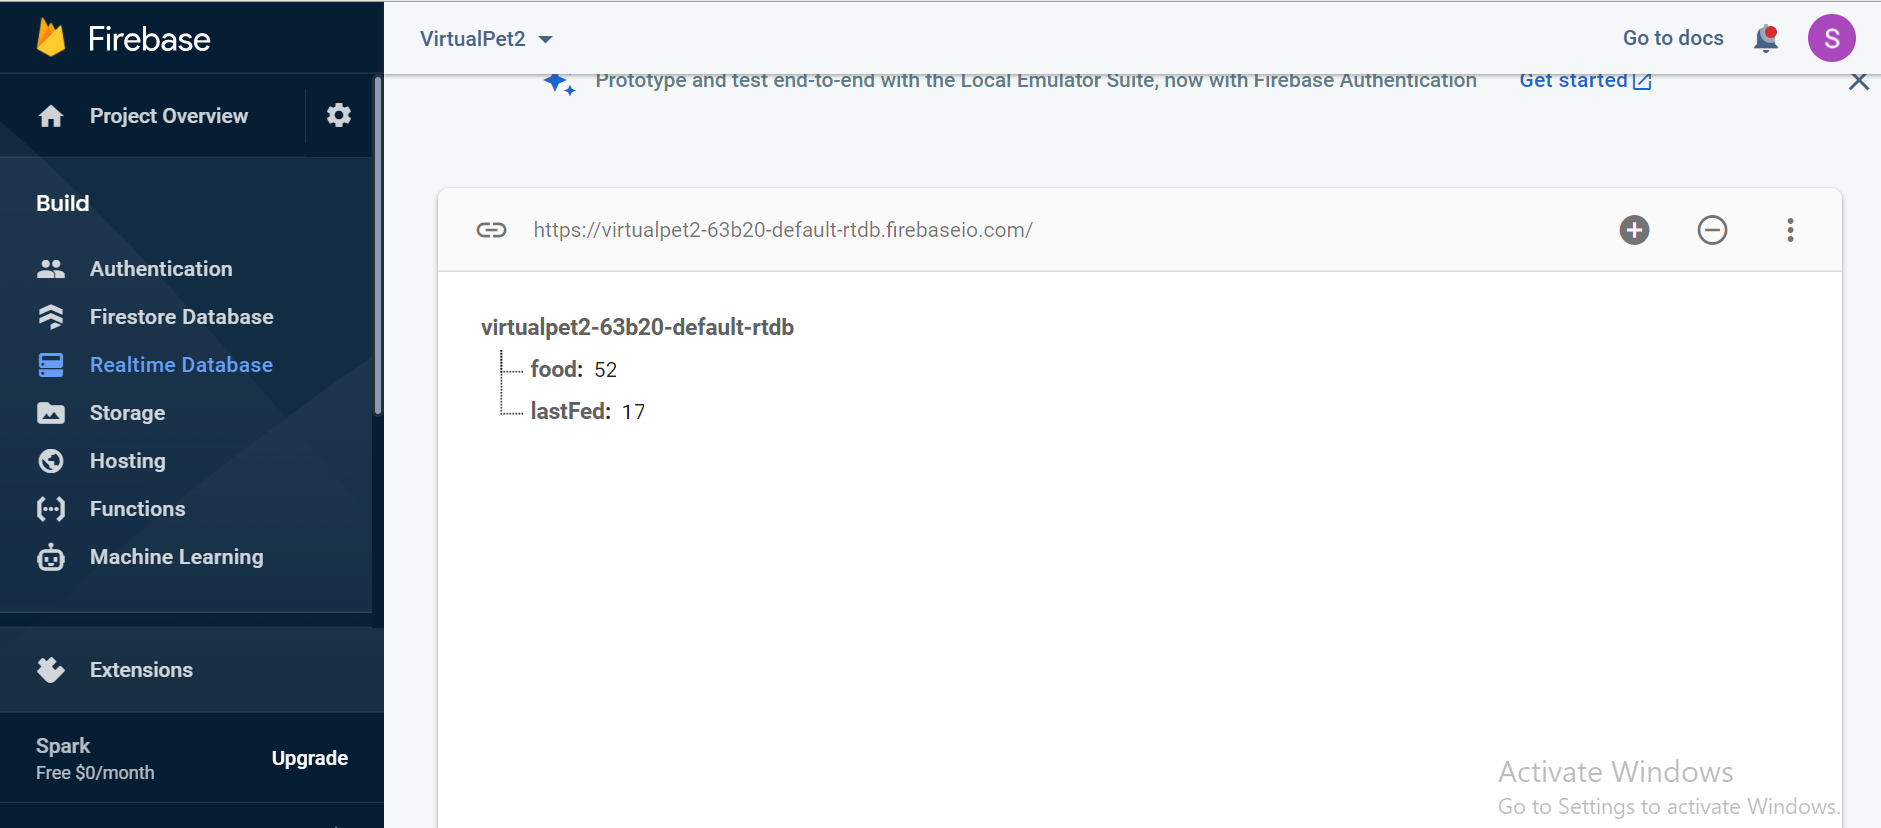 Firebase
Project Overview
Build
Authentication
Firestore Database
Realtime Database
Storage
Hosting
Functions
Machine Learning
Extensions
Spark
Free $0/month
Upgrade
VirtualPet2
Go to docs
S
Prototype and test end-to-end with the Local Emulator Suite, now with Firebase Authentication Get started
https://virtualpet2-63b20-default-rtdb.firebaseio.com/
virtualpet2-63b20-default-rtdb
food: 52
lastFed: 17
Activate Windows
Go to Settings to activate Windows.